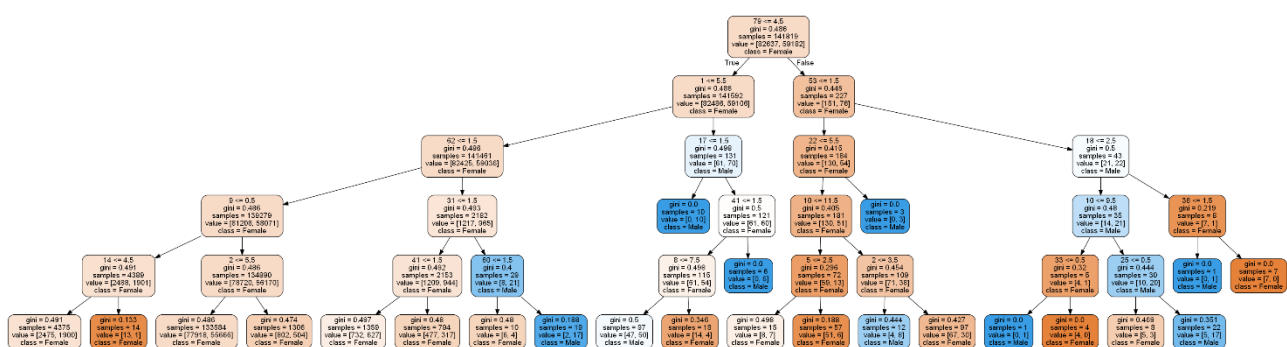 79 <= 4.5
gini = 0.486
samples = 141819
value = [82637, 59182]
class = Female
True
False
1 <= 5.5
gini = 0.486
samples = 141592
value = [82486, 59106]
class = Female
53 <= 1.5
gini = 0.445
samples = 227
value = [151, 76]
class = Female
62 <= 1.5
gini = 0.486
samples = 141461
value = [82425, 59036]
class = Female
17 <= 1.5
gini = 0.498
samples = 131
value = [61, 70]
class = Male
22 <= 5.5
gini = 0.415
samples = 184
value = [130, 54]
class = Female
18 <= 2.5
gini = 0.5
samples = 43
value = [21, 22]
class = Male
9 <= 0.5
gini = 0.486
samples = 139279
value = [81208, 58071]
class = Female
31 <= 1.5
gini = 0.493
samples = 2182
value = [1217, 965]
class = Female
gini = 0.0
samples = 10
value = [0, 10]
class = Male
41 <= 1.5
gini = 0.5
samples = 121
value = [61, 60]
class = Female
10 <= 11.5
gini = 0.405
samples = 181
value = [130, 51]
class = Female
gini = 0.0
samples = 3
value = [0, 3]
class = Male
10 <= 9.5
gini = 0.48
samples = 35
value = [14, 21]
class = Male
<= 1.5
gini = 0.219
samples = 8
value = [7, 1]
class = Female
14 <= 4.5
gini = 0.491
samples = 4389
value = [2488, 1901]
class = Female
2 <= 5.5
gini = 0.486
samples = 134890
value = [78720, 56170]
class = Female
41 <= 1.5
gini = 0.492
samples = 2153
value = [1209, 944]
class = Female
60 <= 1.5
gini = 0.4
samples = 29
value = [8, 21]
class = Male
8 <= 7.5
gini = 0.498
samples = 115
value = [61, 54]
class = Female
gini = 0.0
samples = 6
value = [0, 6]
class = Male
5 <= 2.5
gini = 0.296
samples = 72
value = [59, 13]
class = Female
2 <= 3.5
gini = 0.454
samples = 109
value = [71, 38]
class = Female
33 <= 0.5
gini = 0.32
samples = 5
value = [4, 1]
class = Female
25 <= 0.5
gini = 0.444
samples = 30
value = [10, 20]
class = Male
gini = 0.0
samples = 1
value = [0, 1]
class = Male
gini = 0.0
samples = 7
value = [7, 0]
class = Female
gini = 0.491
samples = 4375
value = [2475, 1900]
class = Female
gini = 0.133
samples = 14
value = [13, 1]
class = Female
gini = 0.486
samples = 133584
value = [77918, 55666]
class = Female
gini = 0.474
samples = 1306
value = [802, 504]
class = Female
gini = 0.497
samples = 1359
value = [732, 627]
class = Female
gini = 0.48
samples = 794
value = [477, 317]
class = Female
gini = 0.48
samples = 10
value = [6, 4]
class = Female
gini = 0.188
samples = 19
value = [2, 17]
class = Male
gini = 0.5
samples = 97
value = [47, 50]
class = Male
gini = 0.346
samples = 18
value = [14, 4]
class = Female
gini = 0.498
samples = 15
value = [8, 7]
class = Female
gini = 0.188
samples = 57
value = [51, 6]
class = Female
gini = 0.444
samples = 12
value = [4, 8]
class = Male
gini = 0.427
samples = 97
value = [67, 30]
class = Female
gini = 0.0
samples = 1
value = [0, 1]
class = Male
gini = 0.0
samples = 4
value = [4, 0]
class = Female
gini = 0.469
samples = 8
value = [5, 3]
class = Female
gini = 0.351
samples = 22
value = [5, 17]
class = Male